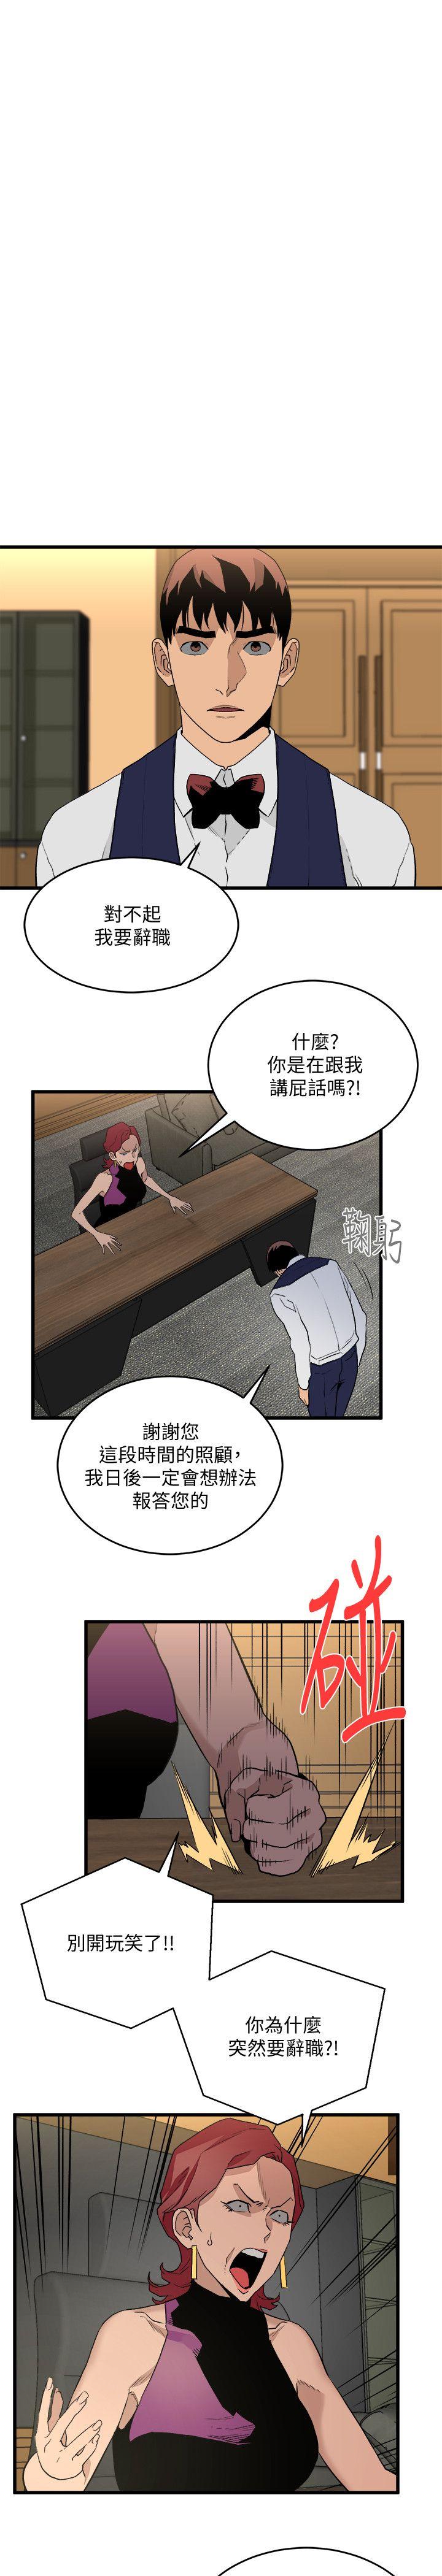 對不起
我要辭職
什麼?
你是在跟我
講屁話嗎?!
鞠躬
謝謝您
這段時間的照顧，
我日後一定會想辦法
報答您的
碰
別開玩笑了!!
你為什麼
突然要辭職?!